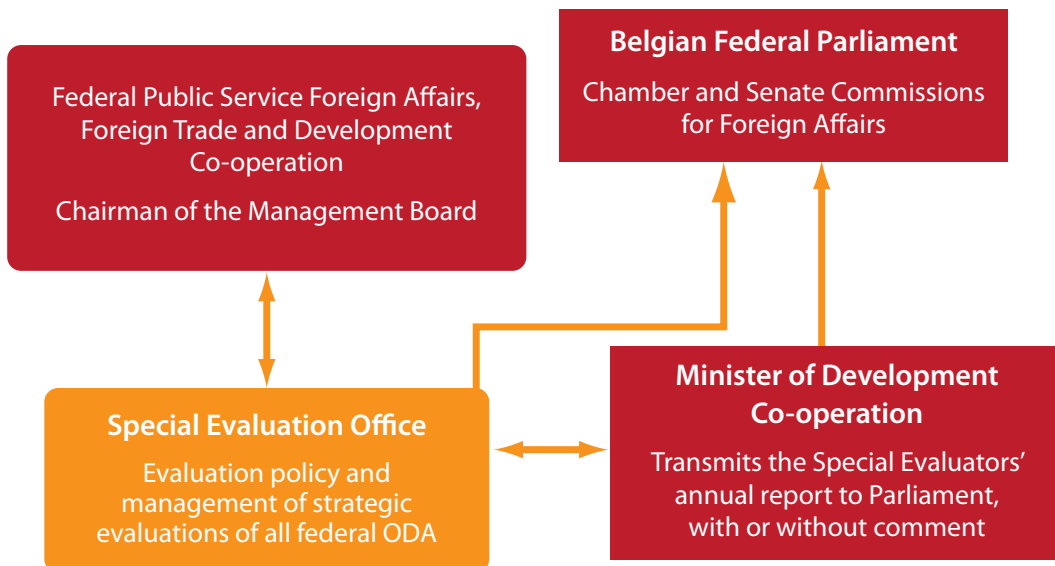 Federal Public Service Foreign Affairs,
Foreign Trade and Development
Co-operation
Chairman of the Management Board
Belgian Federal Parliament
Chamber and Senate Commissions
for Foreign Affairs
Special Evaluation Office
Evaluation policy and
management of strategic
evaluations of all federal ODA
Minister of Development
Co-operation
Transmits the Special Evaluators’
annual report to Parliament,
with or without comment